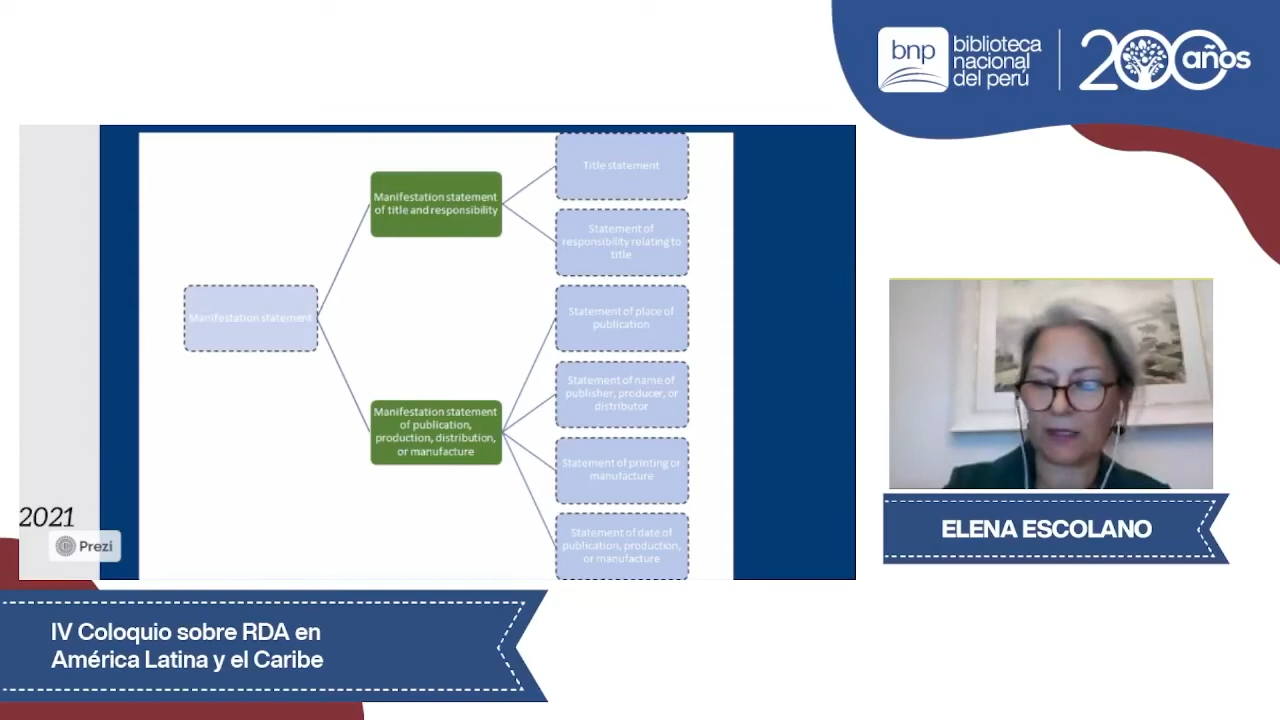 bnp
biblioteca
nacional
del perú
200
años
Manifestation statement
Manifestation statement
of title and responsibility
Manifestation statement
of publication,
production, distribution,
or manufacture
Title statement
Statement of
responsibility relating to
title
Statement of place of
publication
Statement of name of
publisher, producer, or
distributor
Statement of printing or
manufacture
Statement of date of
publication, production,
or manufacture
2021
Prezi
ELENA ESCOLANO
IV Coloquio sobre RDA en
América Latina y el Caribe